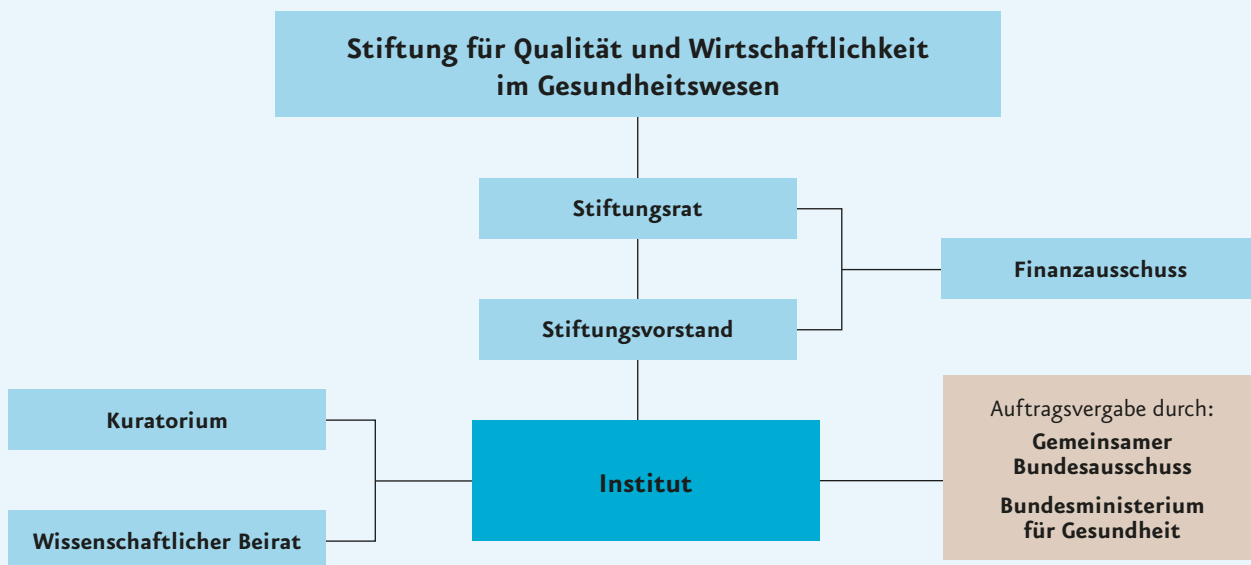 Stiftung für Qualität und Wirtschaftlichkeit
im Gesundheitswesen
Stiftungsrat
Finanzausschuss
Stiftungsvorstand
Kuratorium
Wissenschaftlicher Beirat
Institut
Auftragsvergabe durch:
Gemeinsamer
Bundesausschuss
Bundesministerium
für Gesundheit